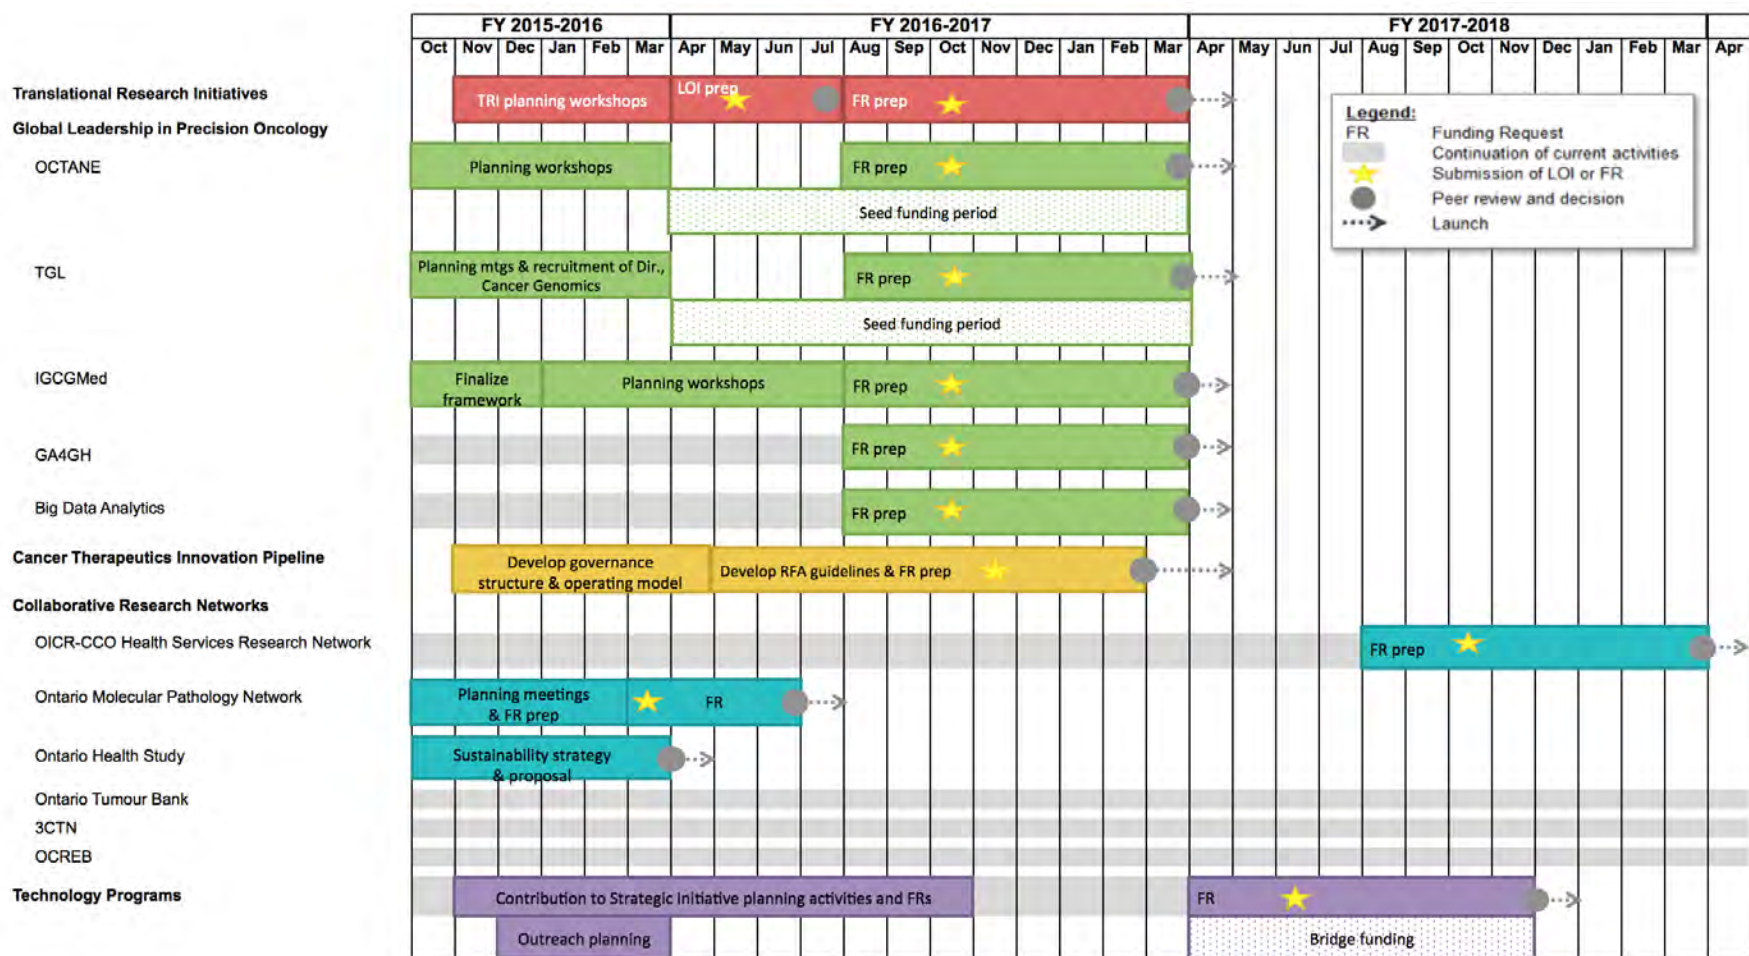 FY 2015-2016 FY 2016-2017 FY 2017-2018
Oct Nov Dec Jan Feb Mar Apr May Jun Jul Aug Sep Oct Nov Dec Jan Feb Mar Apr May Jun Jul Aug Sep Oct Nov Dec Jan Feb Mar Apr
Translational Research Initiatives
TRI planning workshops
LOI prep
FR prep
Legend:
FR Funding Request
Continuation of current activities
Submission of LOI or FR
Peer review and decision
Launch
Global Leadership in Precision Oncology
OCTANE
Planning workshops
FR prep
Seed funding period
TGL
Planning mtgs & recruitment of Dir.,
Cancer Genomics
FR prep
Seed funding period
IGCGMed
Finalize
framework
Planning workshops
FR prep
GA4GH
FR prep
Big Data Analytics
FR prep
Cancer Therapeutics Innovation Pipeline
Develop governance
structure & operating model
Develop RFA guidelines & FR prep
Collaborative Research Networks
OICR-CCO Health Services Research Network
FR prep
Ontario Molecular Pathology Network
Planning meetings
& FR prep
FR
Ontario Health Study
Sustainability strategy
& proposal
Ontario Tumour Bank
3CTN
OCREB
Technology Programs
Contribution to Strategic Initiative planning activities and FRs
FR
Outreach planning
Bridge funding